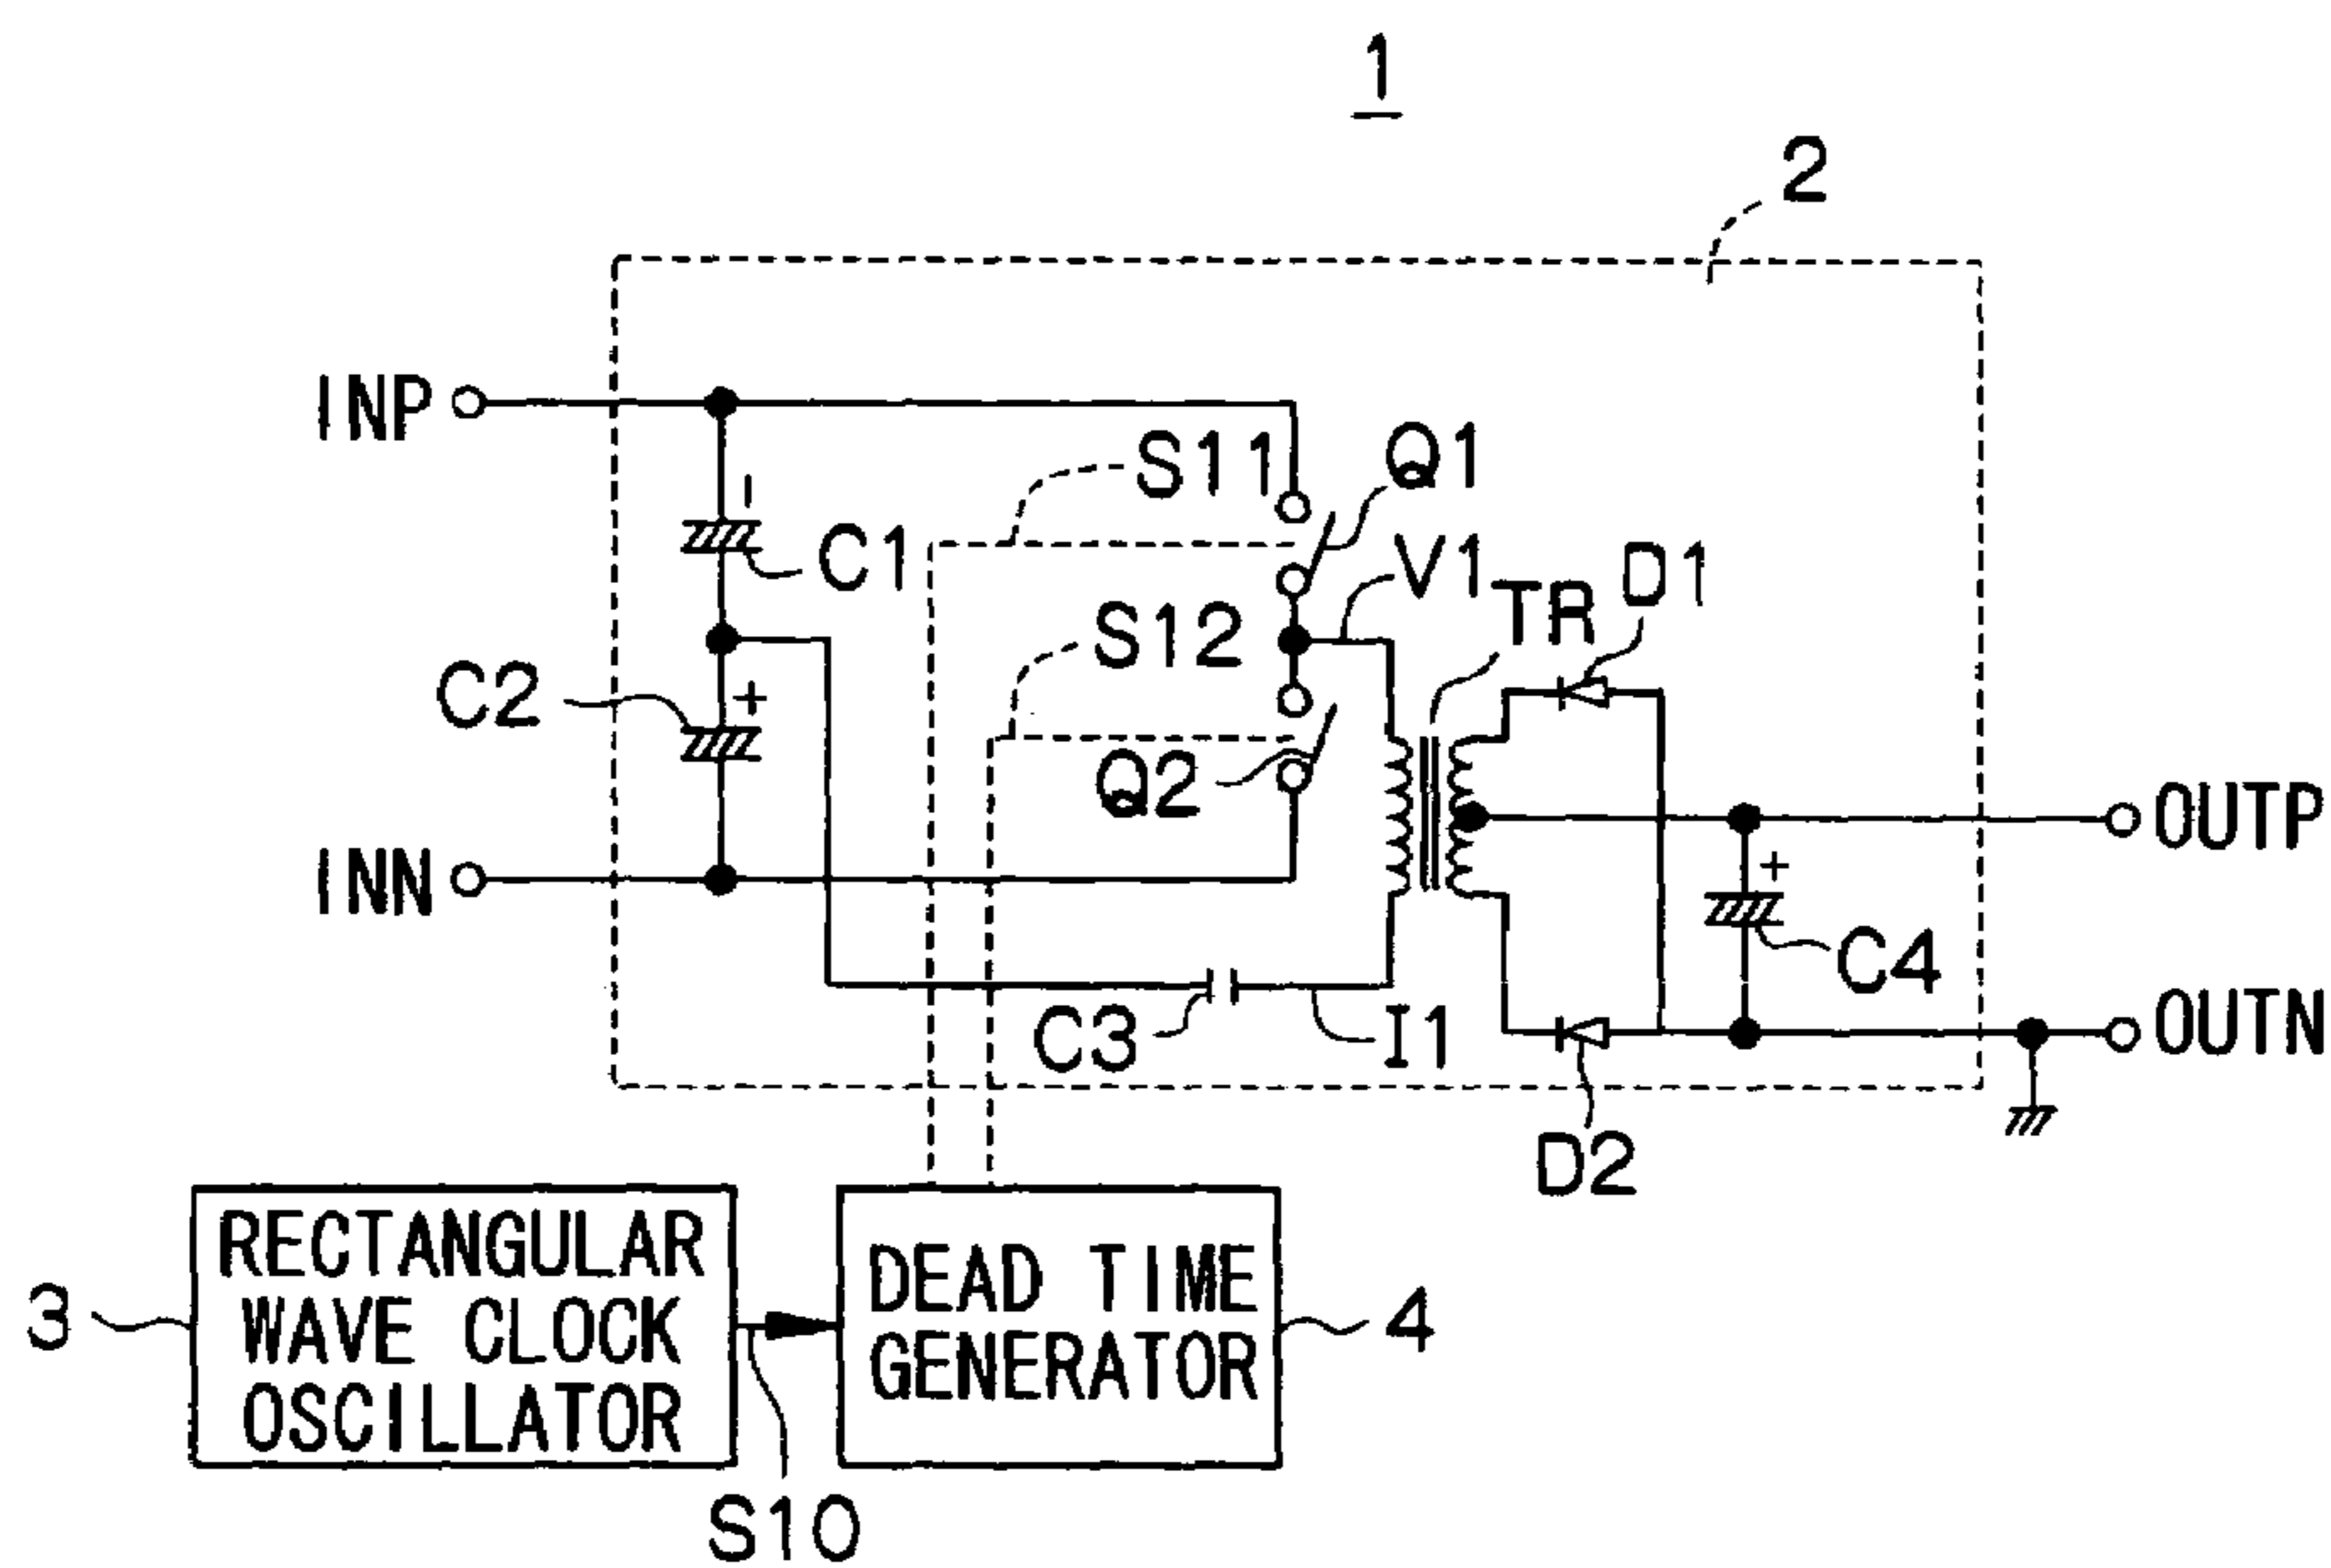 1
2
INP
S11
Q1
C1
V1
TR
D1
S12
C2
+
Q2
OUTP
INN
+
C4
C3
I1
OUTN
D2
RECTANGULAR
WAVE CLOCK
OSCILLATOR
DEAD TIME
GENERATOR
3
4
S10